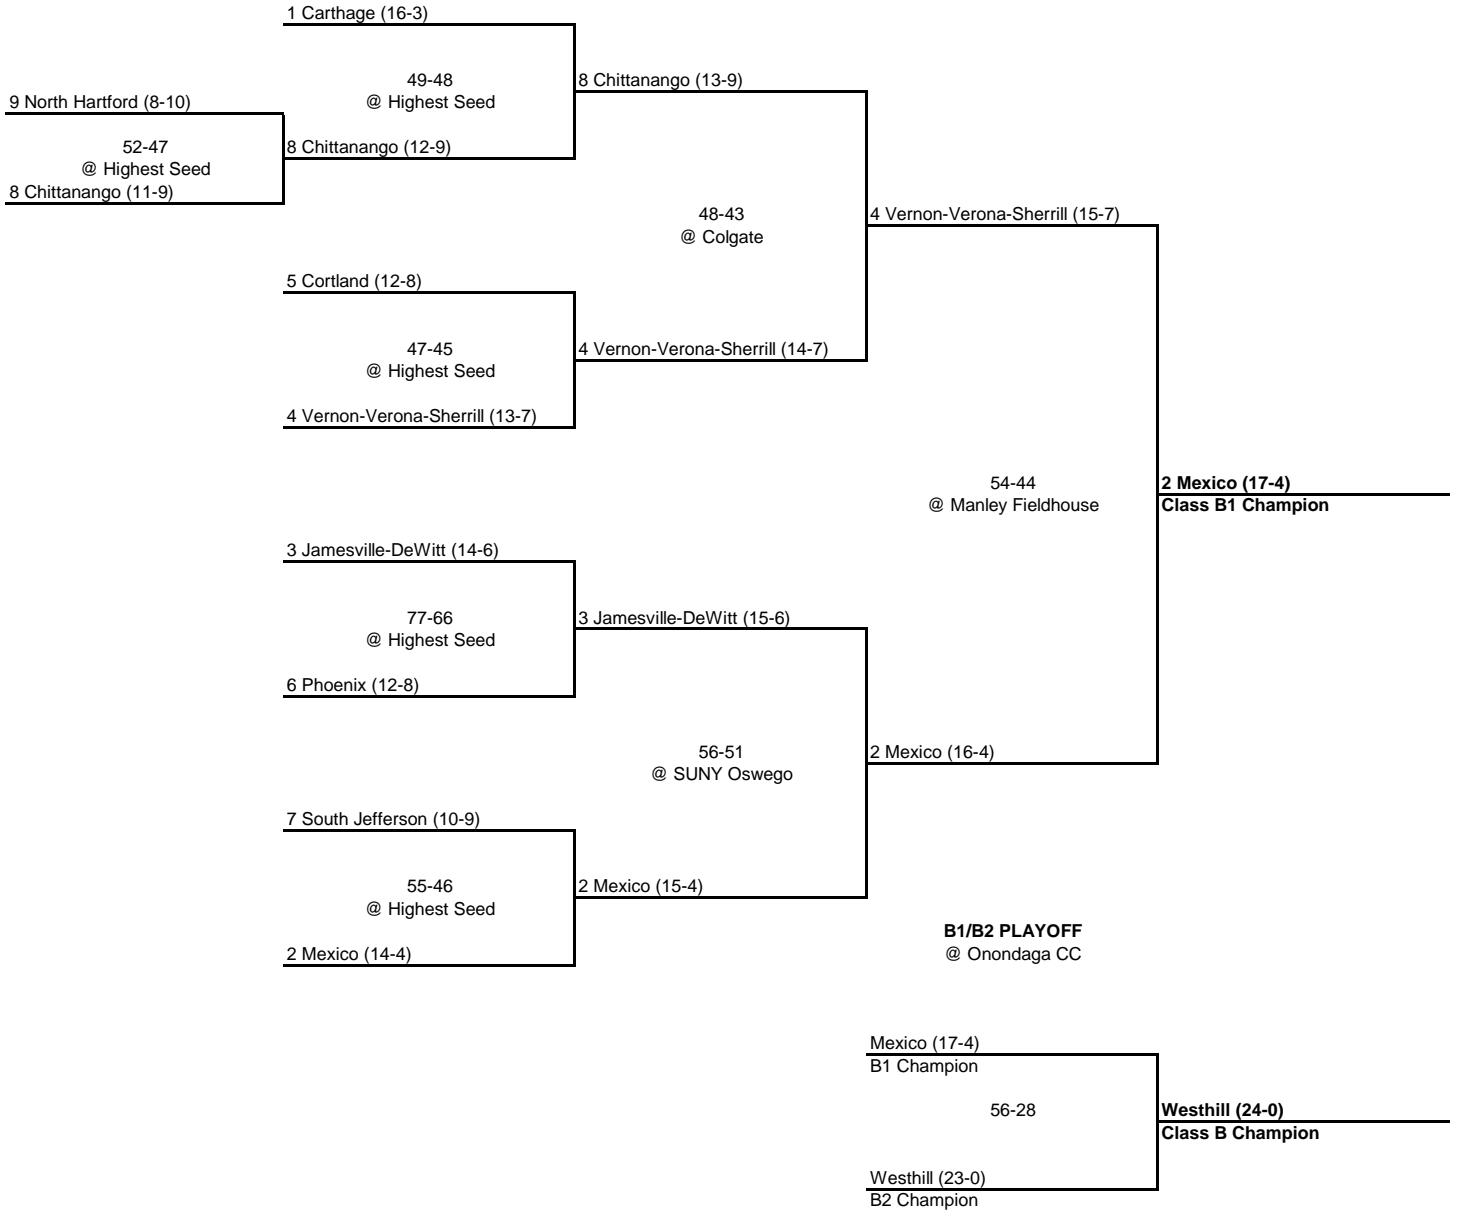 1 Carthage (16-3)
49-48
@ Highest Seed
8 Chittanango (13-9)
9 North Hartford (8-10)
52-47
@ Highest Seed
8 Chittanango (12-9)
8 Chittanango (11-9)
48-43
@ Colgate
4 Vernon-Verona-Sherrill (15-7)
5 Cortland (12-8)
47-45
@ Highest Seed
4 Vernon-Verona-Sherrill (14-7)
4 Vernon-Verona-Sherrill (13-7)
54-44
@ Manley Fieldhouse
2 Mexico (17-4)
Class B1 Champion
3 Jamesville-DeWitt (14-6)
77-66
@ Highest Seed
3 Jamesville-DeWitt (15-6)
6 Phoenix (12-8)
56-51
@ SUNY Oswego
2 Mexico (16-4)
7 South Jefferson (10-9)
55-46
@ Highest Seed
2 Mexico (15-4)
2 Mexico (14-4)
B1/B2 PLAYOFF
@ Onondaga CC
Mexico (17-4)
B1 Champion
56-28
Westhill (24-0)
Class B Champion
Westhill (23-0)
B2 Champion